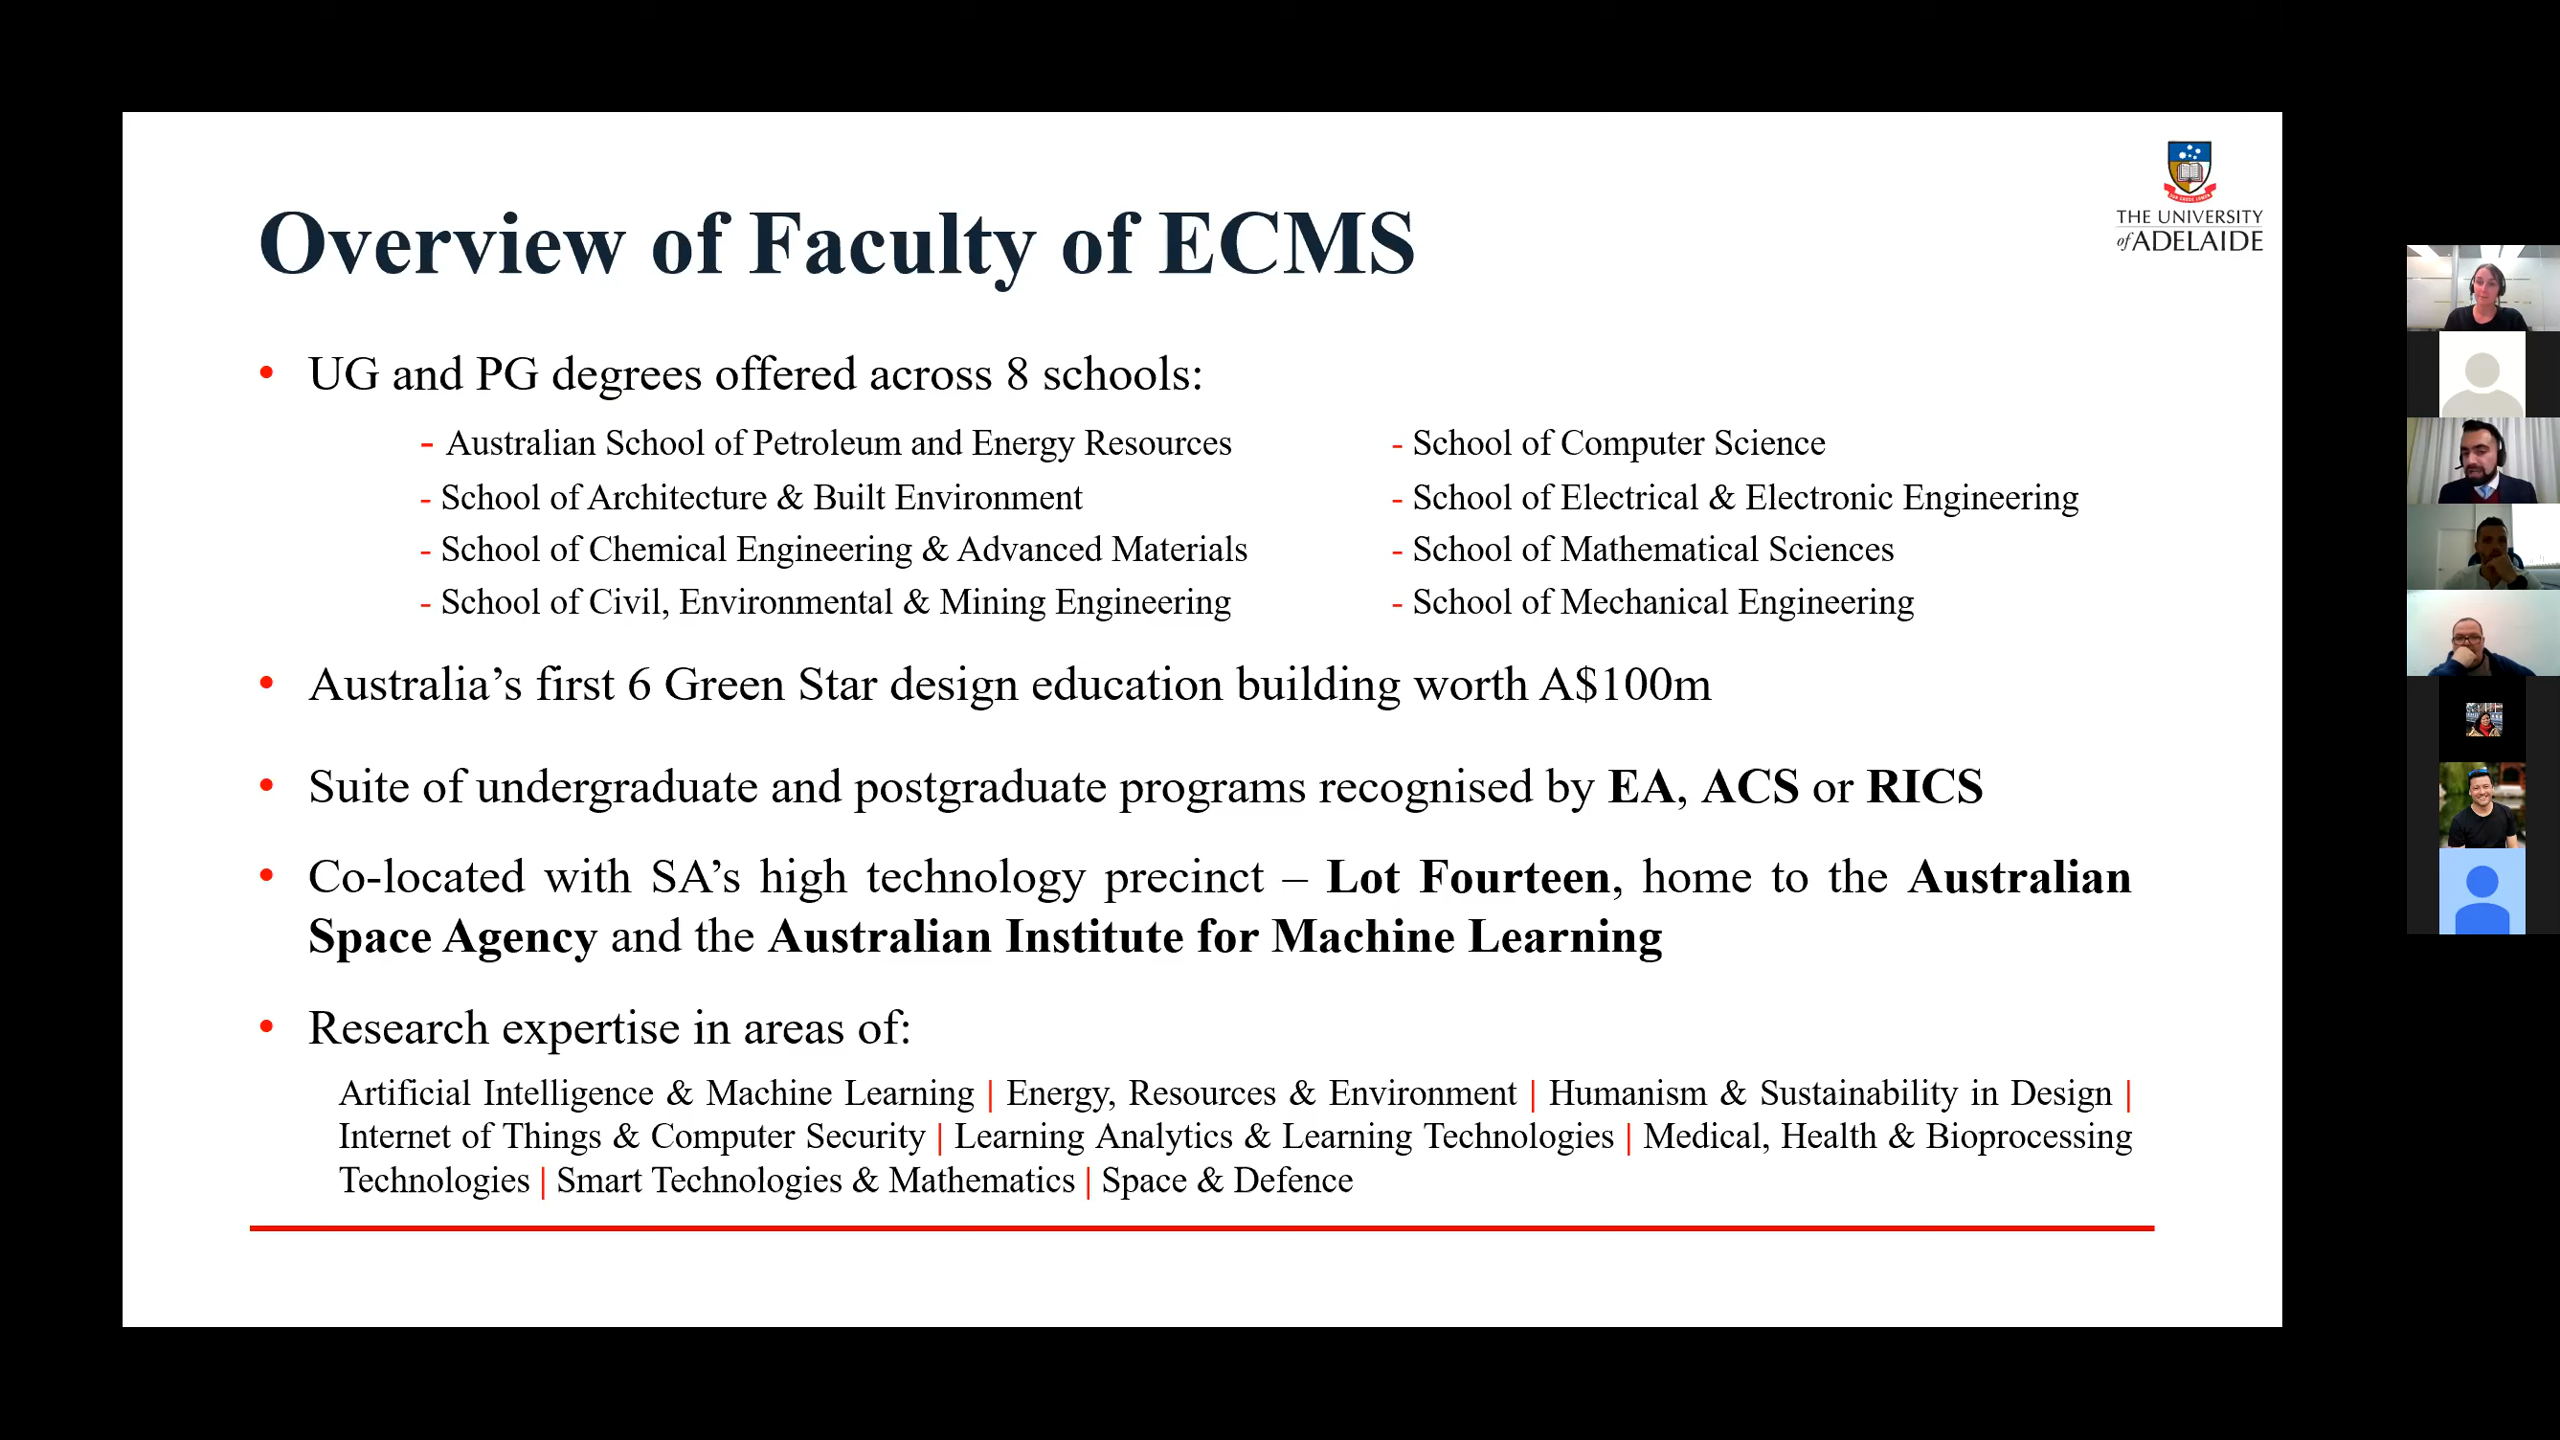 THE UNIVERSITY
of ADELAIDE
Overview of Faculty of ECMS
• UG and PG degrees offered across 8 schools:
- Australian School of Petroleum and Energy Resources
- School of Architecture & Built Environment
- School of Chemical Engineering & Advanced Materials
- School of Civil, Environmental & Mining Engineering
- School of Computer Science
- School of Electrical & Electronic Engineering
- School of Mathematical Sciences
- School of Mechanical Engineering
• Australia’s first 6 Green Star design education building worth A$100m
• Suite of undergraduate and postgraduate programs recognised by EA, ACS or RICS
• Co-located with SA’s high technology precinct – Lot Fourteen, home to the Australian
Space Agency and the Australian Institute for Machine Learning
• Research expertise in areas of:
Artificial Intelligence & Machine Learning | Energy, Resources & Environment | Humanism & Sustainability in Design |
Internet of Things & Computer Security | Learning Analytics & Learning Technologies | Medical, Health & Bioprocessing
Technologies | Smart Technologies & Mathematics | Space & Defence